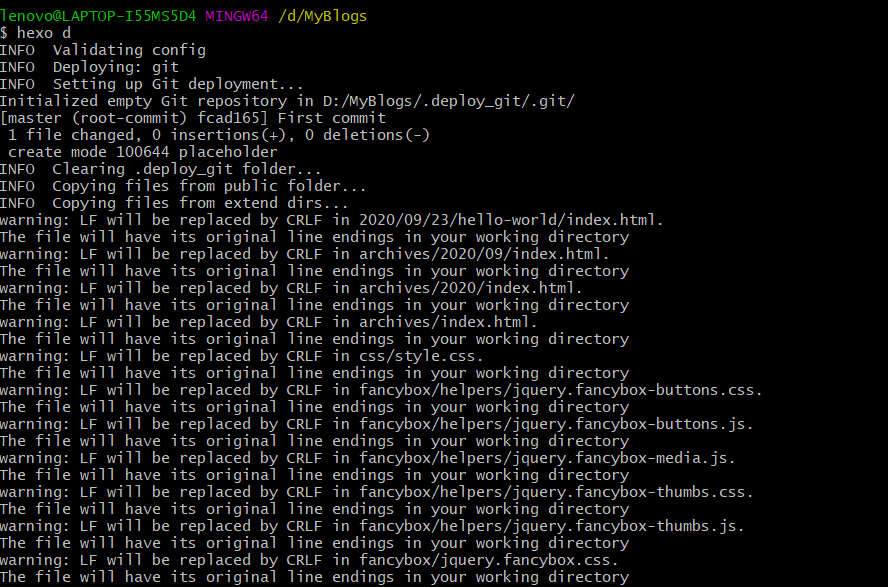 lenovo@LAPTOP-I55MS5D4 MINGW64 /d/MyBlogs
$ hexo d
INFO  Validating config
INFO  Deploying: git
INFO  Setting up Git deployment...
Initialized empty Git repository in D:/MyBlogs/.deploy_git/.git/
[master (root-commit) fcad165] First commit
 1 file changed, 0 insertions(+), 0 deletions(-)
 create mode 100644 placeholder
INFO  Clearing .deploy_git folder...
INFO  Copying files from public folder...
INFO  Copying files from extend dirs...
warning: LF will be replaced by CRLF in 2020/09/23/hello-world/index.html.
The file will have its original line endings in your working directory
warning: LF will be replaced by CRLF in archives/2020/09/index.html.
The file will have its original line endings in your working directory
warning: LF will be replaced by CRLF in archives/2020/index.html.
The file will have its original line endings in your working directory
warning: LF will be replaced by CRLF in archives/index.html.
The file will have its original line endings in your working directory
warning: LF will be replaced by CRLF in css/style.css.
The file will have its original line endings in your working directory
warning: LF will be replaced by CRLF in fancybox/helpers/jquery.fancybox-buttons.css.
The file will have its original line endings in your working directory
warning: LF will be replaced by CRLF in fancybox/helpers/jquery.fancybox-buttons.js.
The file will have its original line endings in your working directory
warning: LF will be replaced by CRLF in fancybox/helpers/jquery.fancybox-media.js.
The file will have its original line endings in your working directory
warning: LF will be replaced by CRLF in fancybox/helpers/jquery.fancybox-thumbs.css.
The file will have its original line endings in your working directory
warning: LF will be replaced by CRLF in fancybox/helpers/jquery.fancybox-thumbs.js.
The file will have its original line endings in your working directory
warning: LF will be replaced by CRLF in fancybox/jquery.fancybox.css.
The file will have its original line endings in your working directory